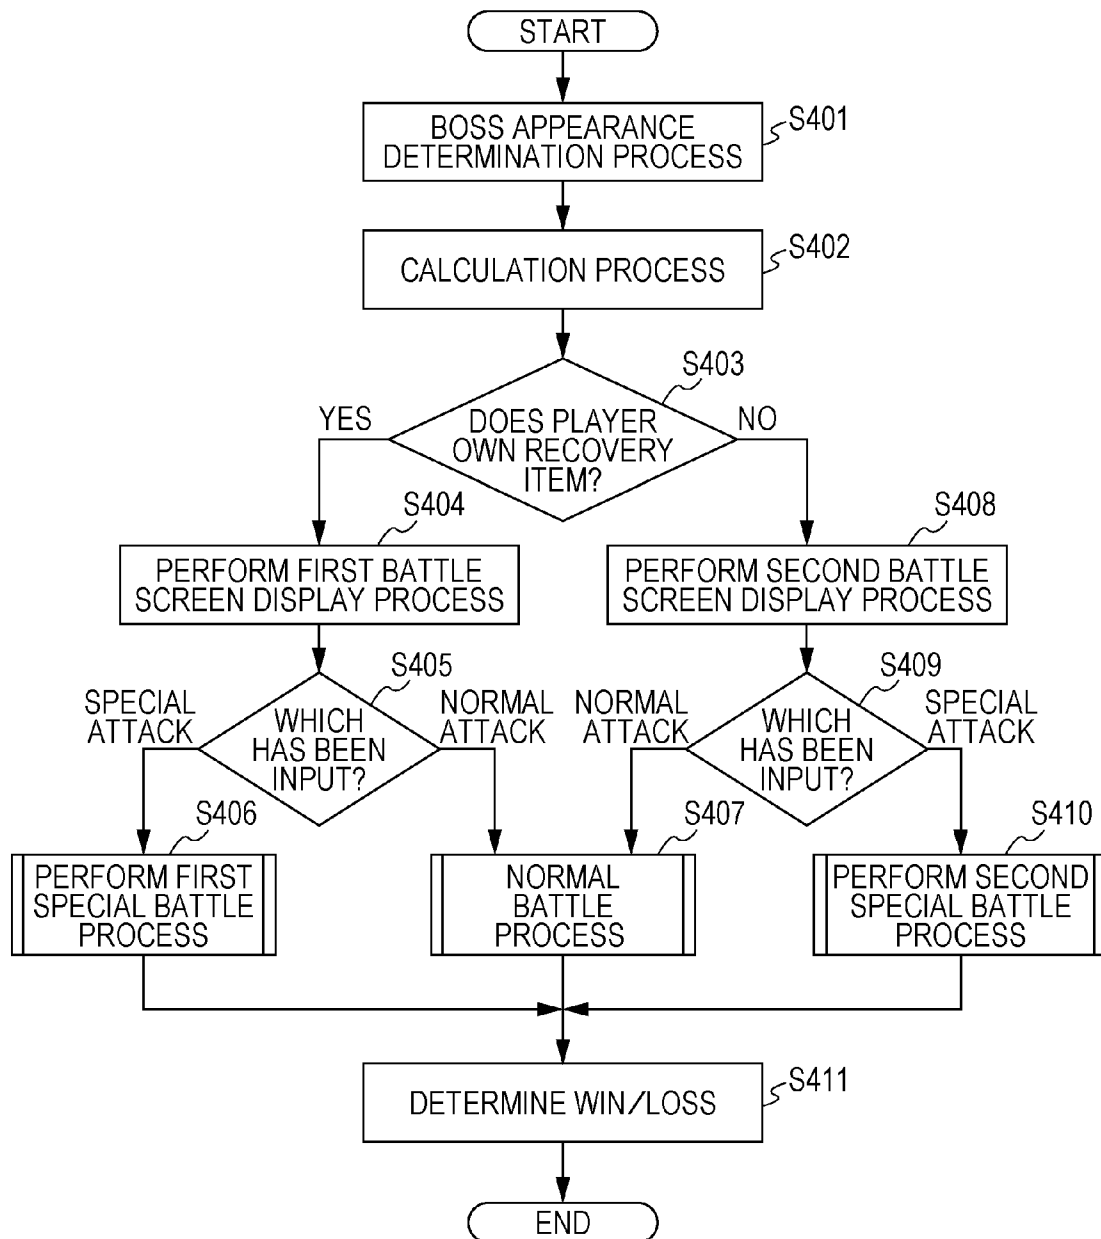 START
BOSS APPEARANCE
DETERMINATION PROCESS
S401
CALCULATION PROCESS
S402
S403
YES
DOES PLAYER
OWN RECOVERY
ITEM?
NO
S404
PERFORM FIRST BATTLE
SCREEN DISPLAY PROCESS
S408
PERFORM SECOND BATTLE
SCREEN DISPLAY PROCESS
S405
SPECIAL
ATTACK
WHICH
HAS BEEN
INPUT?
NORMAL
ATTACK
S409
NORMAL
ATTACK
WHICH
HAS BEEN
INPUT?
SPECIAL
ATTACK
S406
PERFORM FIRST
SPECIAL BATTLE
PROCESS
S407
NORMAL
BATTLE
PROCESS
S410
PERFORM SECOND
SPECIAL BATTLE
PROCESS
DETERMINE WIN/LOSS
S411
END